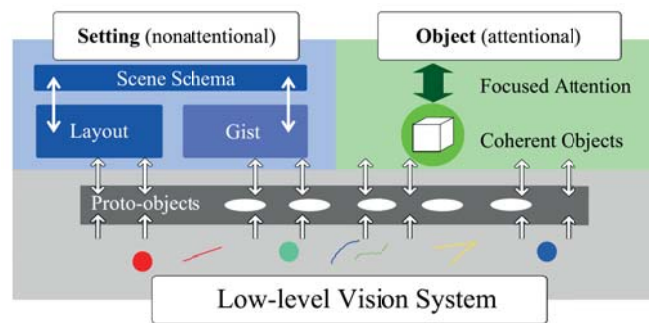 Setting (nonattentional)
Object (attentional)
Scene Schema
Focused Attention
Layout
Gist
Coherent Objects
Proto-objects
Low-level Vision System